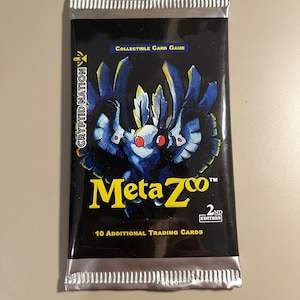 COLLECTIBLE CARD GAME
CRYPTID NATION
MetaZoo™
2ND
EDITION
10 ADDITIONAL TRADING CARDS